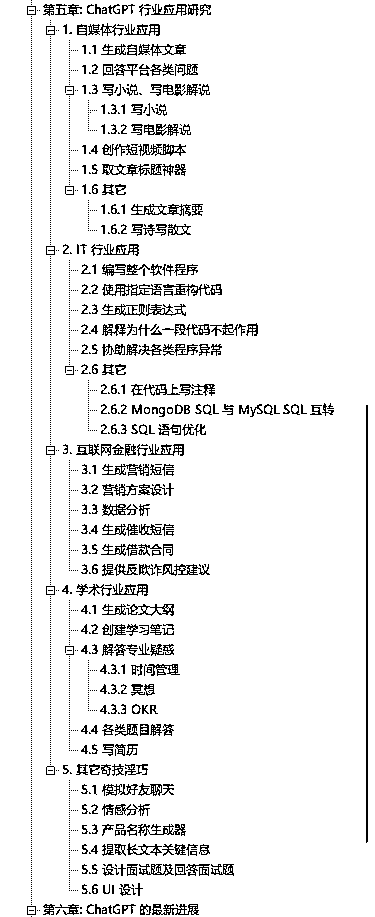 第五章: ChatGPT 行业应用研究
1. 自媒体行业应用
1.1 生成自媒体文章
1.2 回答平台各类问题
1.3 写小说、写电影解说
1.3.1 写小说
1.3.2 写电影解说
1.4 创作短视频脚本
1.5 取文章标题神器
1.6 其它
1.6.1 生成文章摘要
1.6.2 写诗写散文
2. IT 行业应用
2.1 编写整个软件程序
2.2 使用指定语言重构代码
2.3 生成正则表达式
2.4 解释为什么一段代码不起作用
2.5 协助解决各类程序异常
2.6 其它
2.6.1 在代码上写注释
2.6.2 MongoDB SQL 与 MySQL SQL 互转
2.6.3 SQL 语句优化
3. 互联网金融行业应用
3.1 生成营销短信
3.2 营销方案设计
3.3 数据分析
3.4 生成催收短信
3.5 生成借款合同
3.6 提供反欺诈风控建议
4. 学术行业应用
4.1 生成论文大纲
4.2 创建学习笔记
4.3 解答专业疑惑
4.3.1 时间管理
4.3.2 冥想
4.3.3 OKR
4.4 各类题目解答
4.5 写简历
5. 其它奇技淫巧
5.1 模拟好友聊天
5.2 情感分析
5.3 产品名称生成器
5.4 提取长文本关键信息
5.5 设计面试题及回答面试题
5.6 UI 设计
第六章: ChatGPT 的最新进展